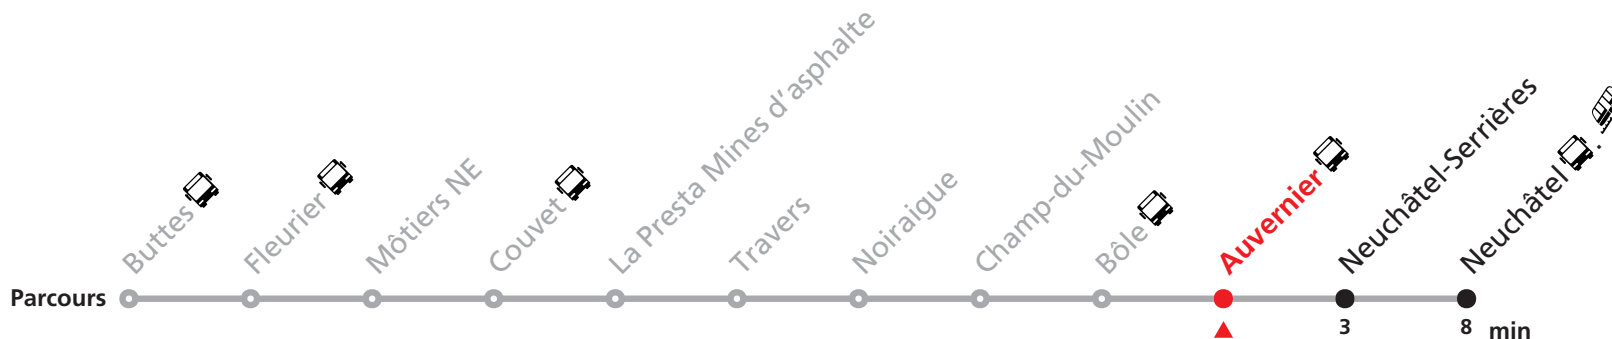 Buttes
Fleurier
Môtiers NE
Couvet
La Presta Mines d'asphalte
Travers
Noiraigue
Champ-du-Moulin
Bôle
Auvernier
Neuchâtel-Serrières
Neuchâtel
Parcours
3
8 min